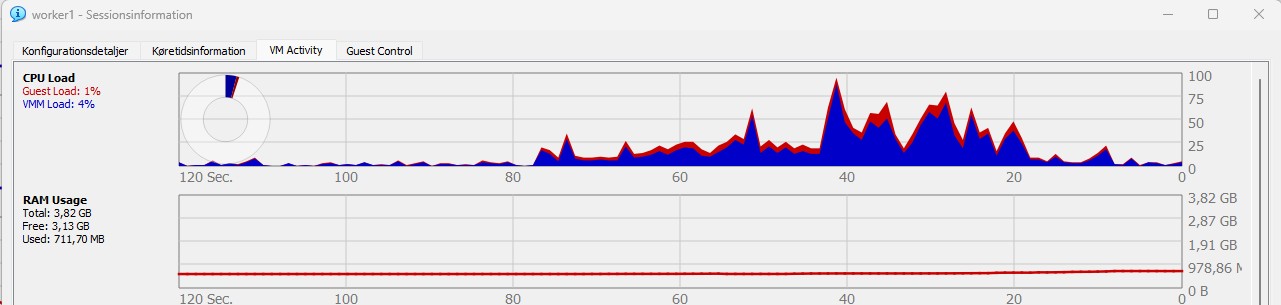 worker1 - Sessionsinformation
Konfigurationsdetaljer Køretidsinformation VM Activity Guest Control
CPU Load
Guest Load: 1%
VMM Load: 4%
100
75
50
25
0
120 Sec. 100 80 60 40 20 0
RAM Usage
Total: 3,82 GB
Free: 3,13 GB
Used: 711,70 MB
3,82 GB
2,87 GB
1,91 GB
978,86 M
0 B
120 Sec. 100 80 60 40 20 0